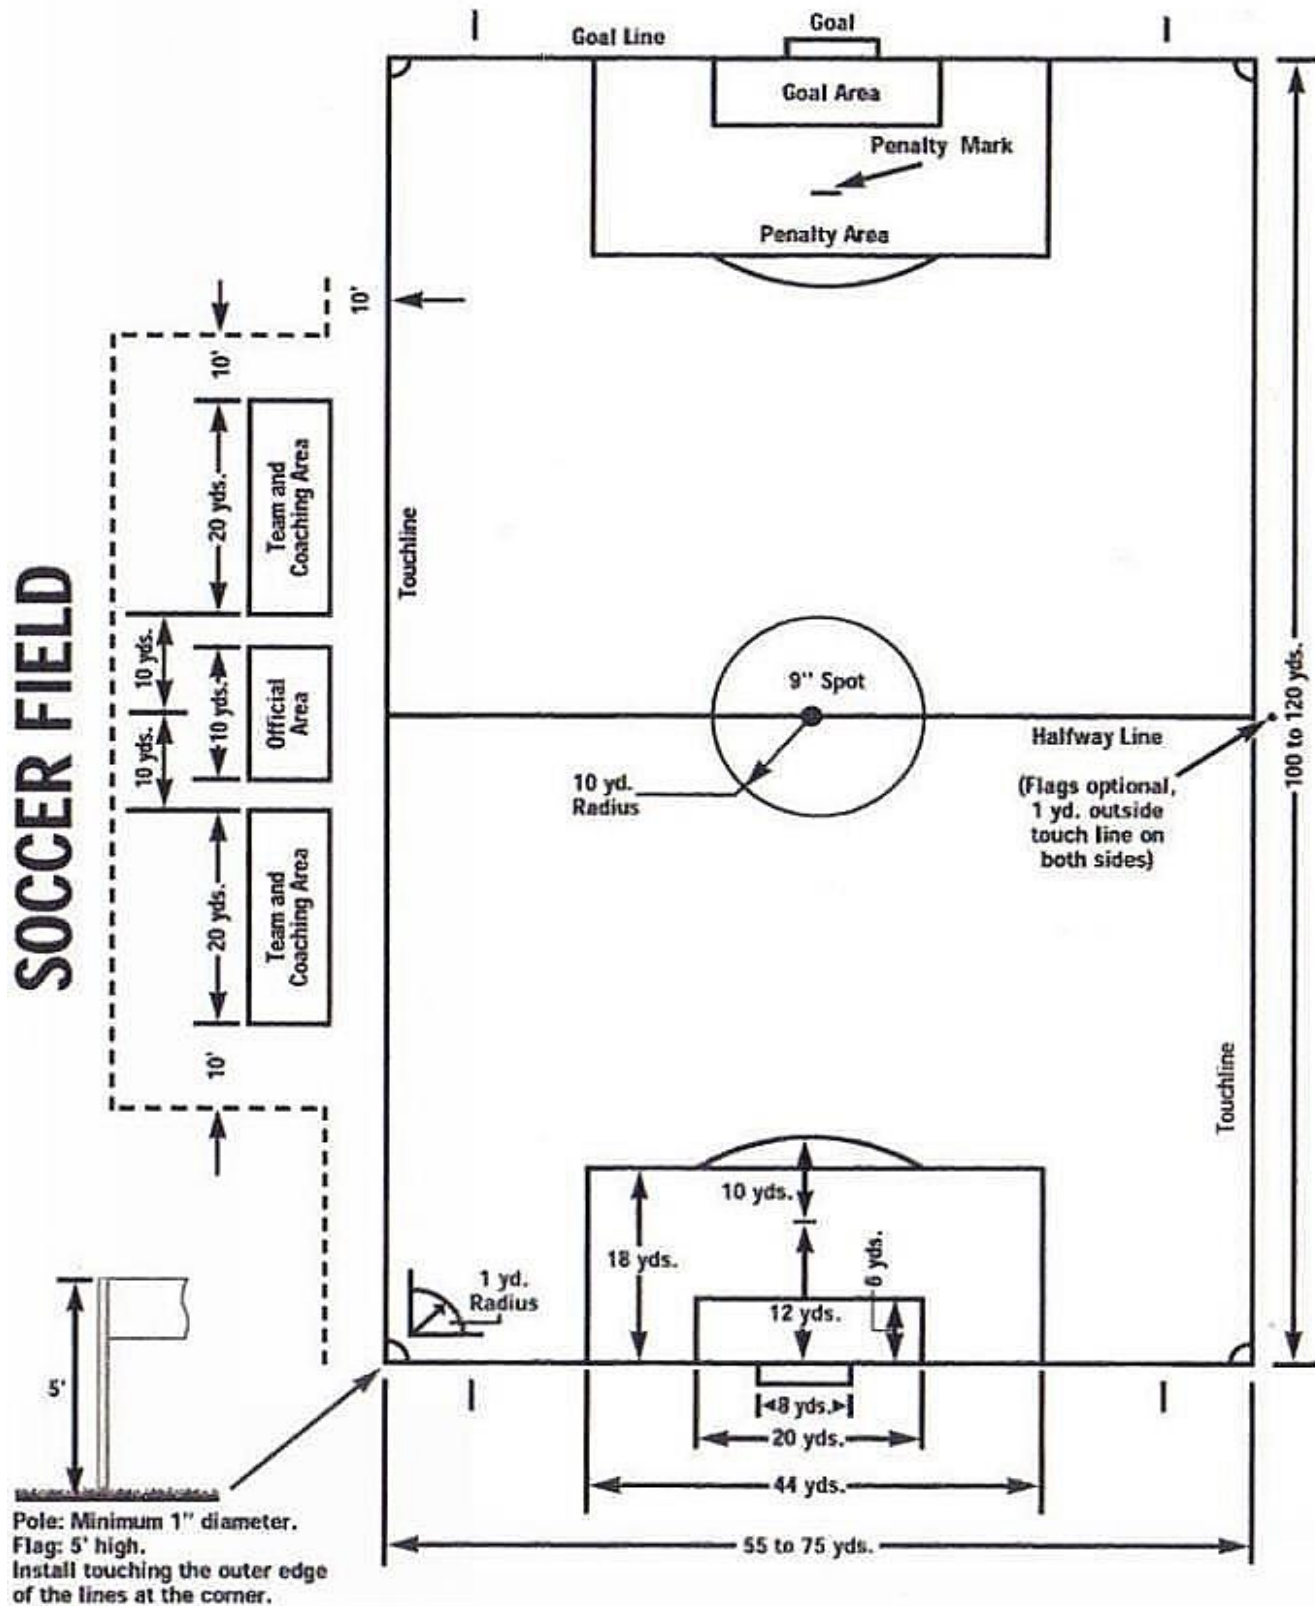 SOCCER FIELD
Goal
Goal Line
Goal Area
Penalty Mark
Penalty Area
10'
10'
20 yds.
Team and
Coaching Area
Touchline
10 yds.
10 yds.
10 yds.
Official
Area
9" Spot
Halfway Line
(Flags optional,
1 yd. outside
touch line on
both sides)
10 yd.
Radius
100 to 120 yds.
20 yds.
Team and
Coaching Area
10'
Touchline
10 yds.
18 yds.
6 yds.
12 yds.
1 yd.
Radius
5'
8 yds.
20 yds.
44 yds.
55 to 75 yds.
Pole: Minimum 1" diameter.
Flag: 5' high.
Install touching the outer edge
of the lines at the corner.